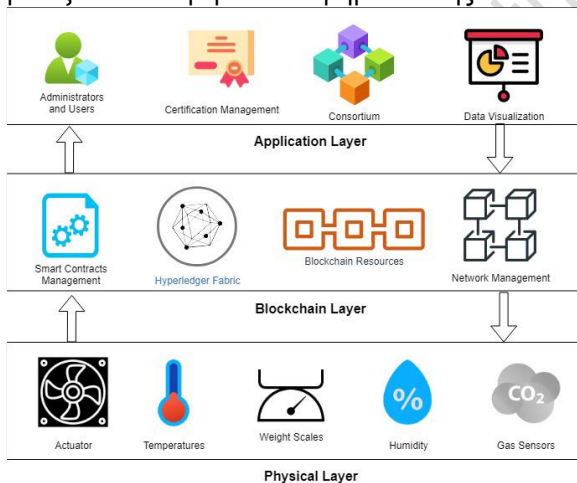 Administrators
and Users
Certification Management
Consortium
Data Visualization
Application Layer
Smart Contracts
Management
Hyperledger Fabric
Blockchain Resources
Network Management
Blockchain Layer
%
CO₂
Actuator
Temperatures
Weight Scales
Humidity
Gas Sensors
Physical Layer